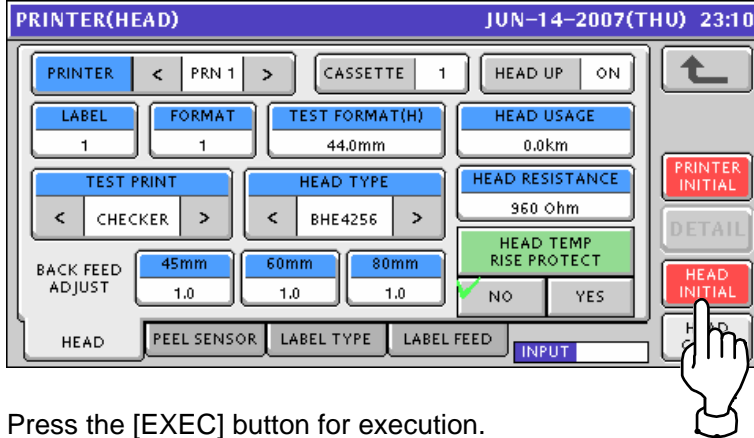 PRINTER(HEAD) JUN-14-2007(THU) 23:10
PRINTER < PRN 1 > CASSETTE 1 HEAD UP ON
LABEL FORMAT TEST FORMAT(H) HEAD USAGE
1 1 44.0mm 0.0km
TEST PRINT HEAD TYPE HEAD RESISTANCE
< CHECKER > < BHE4256 > 960 Ohm
PRINTER
INITIAL
DETAIL
HEAD TEMP
RISE PROTECT
NO YES
BACK FEED
ADJUST
45mm 60mm 80mm
1.0 1.0 1.0
HEAD
INITIAL
HEAD PEEL SENSOR LABEL TYPE LABEL FEED INPUT
Press the [EXEC] button for execution.